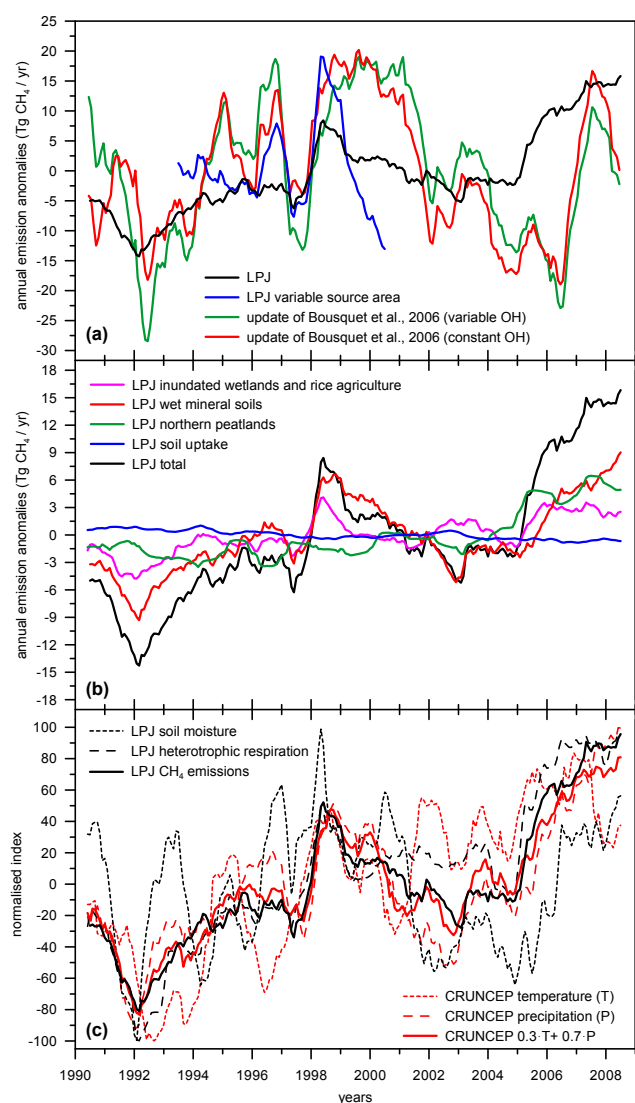 25
20
15
10
5
0
-5
-10
-15
-20
-25
-30
annual emission anomalies (Tg CH4 / yr)
LPJ
LPJ variable source area
update of Bousquet et al., 2006 (variable OH)
update of Bousquet et al., 2006 (constant OH)
(a)
18
15
12
9
6
3
0
-3
-6
-9
-12
-15
-18
annual emission anomalies (Tg CH4 / yr)
LPJ inundated wetlands and rice agriculture
LPJ wet mineral soils
LPJ northern peatlands
LPJ soil uptake
LPJ total
(b)
100
80
60
40
20
0
-20
-40
-60
-80
-100
normalised index
LPJ soil moisture
LPJ heterotrophic respiration
LPJ CH4 emissions
CRUNCEP temperature (T)
CRUNCEP precipitation (P)
CRUNCEP 0.3·T+ 0.7·P
(c)
1990 1992 1994 1996 1998 2000 2002 2004 2006 2008
years